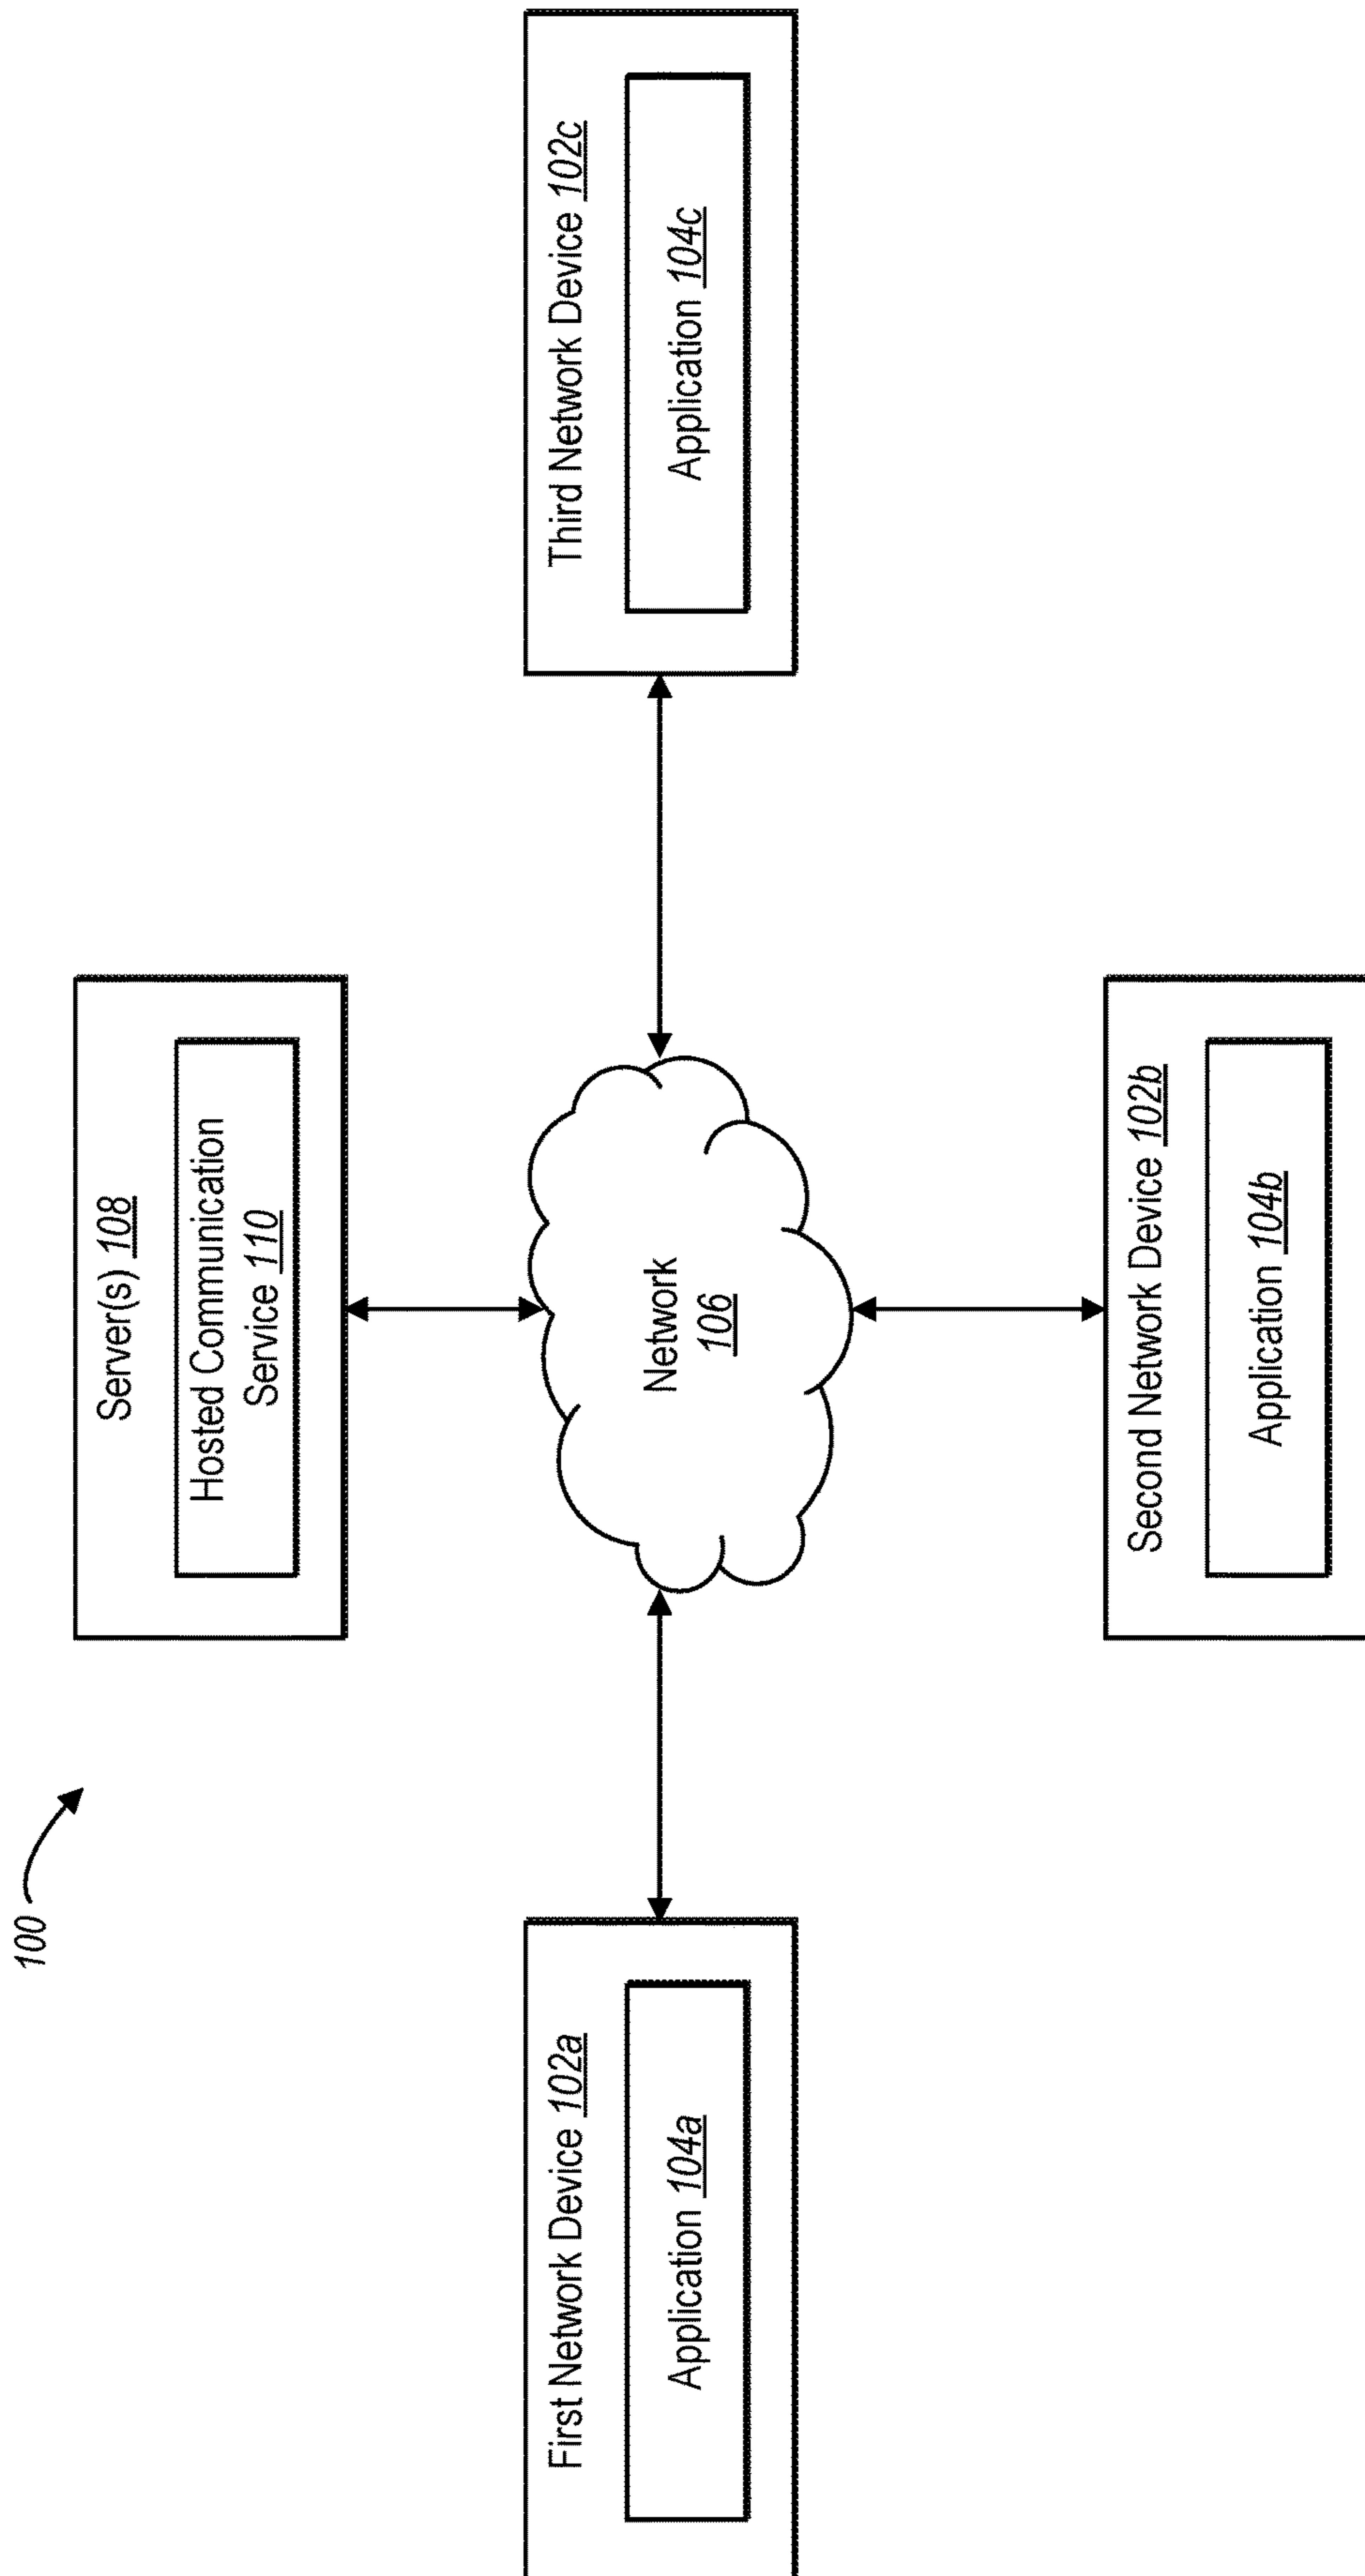 100
Server(s) 108
Hosted Communication
Service 110
First Network Device 102a
Application 104a
Network
106
Third Network Device 102c
Application 104c
Second Network Device 102b
Application 104b